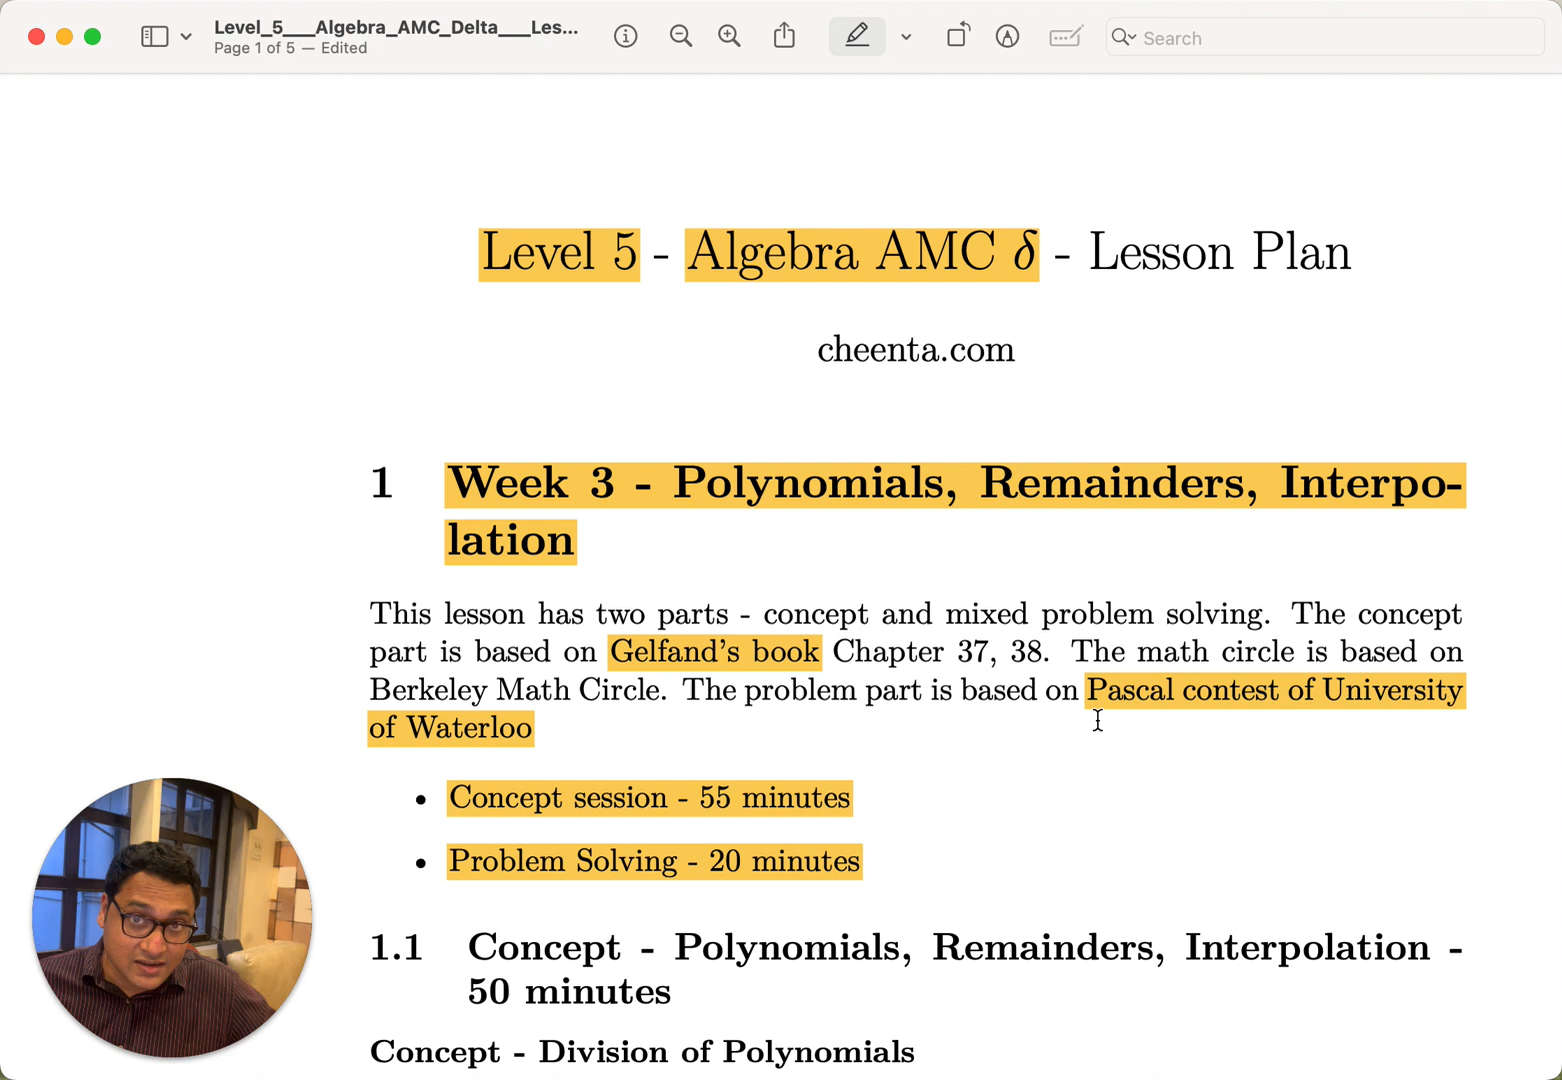 Level_5___Algebra_AMC_Delta___Les...
Page 1 of 5 — Edited
Search
Level 5 - Algebra AMC δ - Lesson Plan
cheenta.com
1 Week 3 - Polynomials, Remainders, Interpo-
lation
This lesson has two parts - concept and mixed problem solving. The concept
part is based on Gelfand's book Chapter 37, 38. The math circle is based on
Berkeley Math Circle. The problem part is based on Pascal contest of University
of Waterloo
• Concept session - 55 minutes
• Problem Solving - 20 minutes
1.1 Concept - Polynomials, Remainders, Interpolation -
50 minutes
Concept - Division of Polynomials